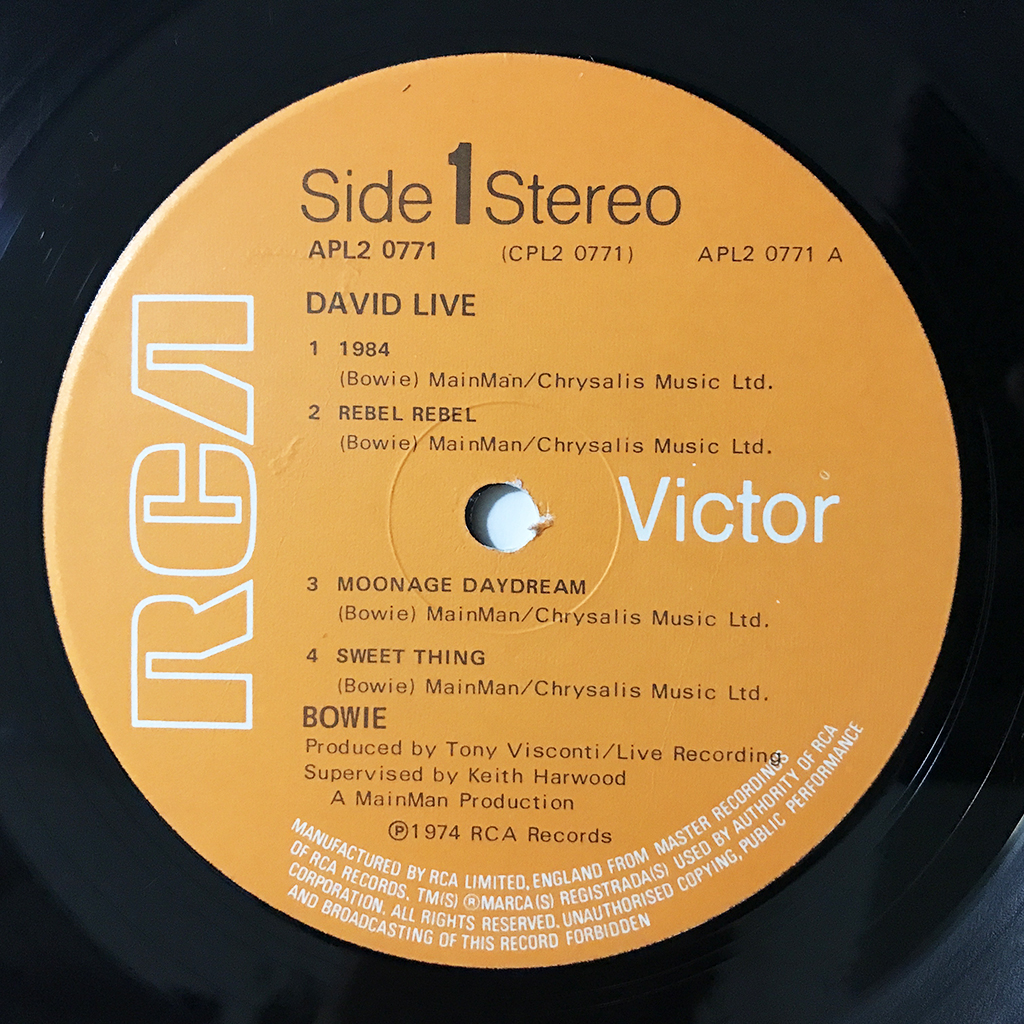 Side 1 Stereo
APL2 0771 (CPL2 0771) APL2 0771 A
DAVID LIVE
1 1984
(Bowie) MainMan/Chrysalis Music Ltd.
2 REBEL REBEL
(Bowie) MainMan/Chrysalis Music Ltd.
RCA
Victor
3 MOONAGE DAYDREAM
(Bowie) MainMan/Chrysalis Music Ltd.
4 SWEET THING
(Bowie) MainMan/Chrysalis Music Ltd.
BOWIE
Produced by Tony Visconti/Live Recording
Supervised by Keith Harwood
A MainMan Production
℗1974 RCA Records
MANUFACTURED BY RCA LIMITED, ENGLAND FROM MASTER RECORDINGS
OF RCA RECORDS. TM(S) ®MARCA(S) REGISTRADA(S) USED BY AUTHORITY OF RCA
CORPORATION. ALL RIGHTS RESERVED. UNAUTHORISED COPYING, PUBLIC PERFORMANCE
AND BROADCASTING OF THIS RECORD FORBIDDEN